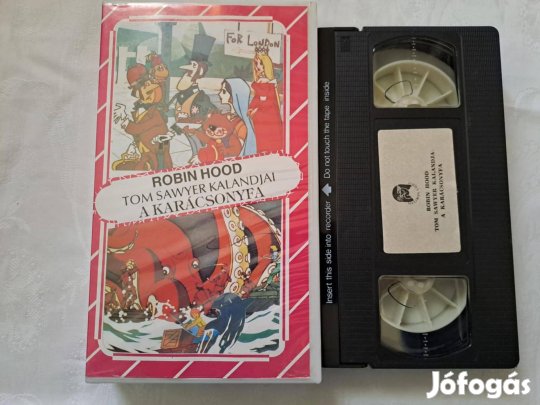 FOR LONDON
ROBIN HOOD
TOM SAWYER KALANDJAI
A KARÁCSONYFA
Insert this side into recorder
Do not touch the tape inside
ROBIN HOOD
TOM SAWYER KALANDJA
A KARÁCSONYFA
Jófogás